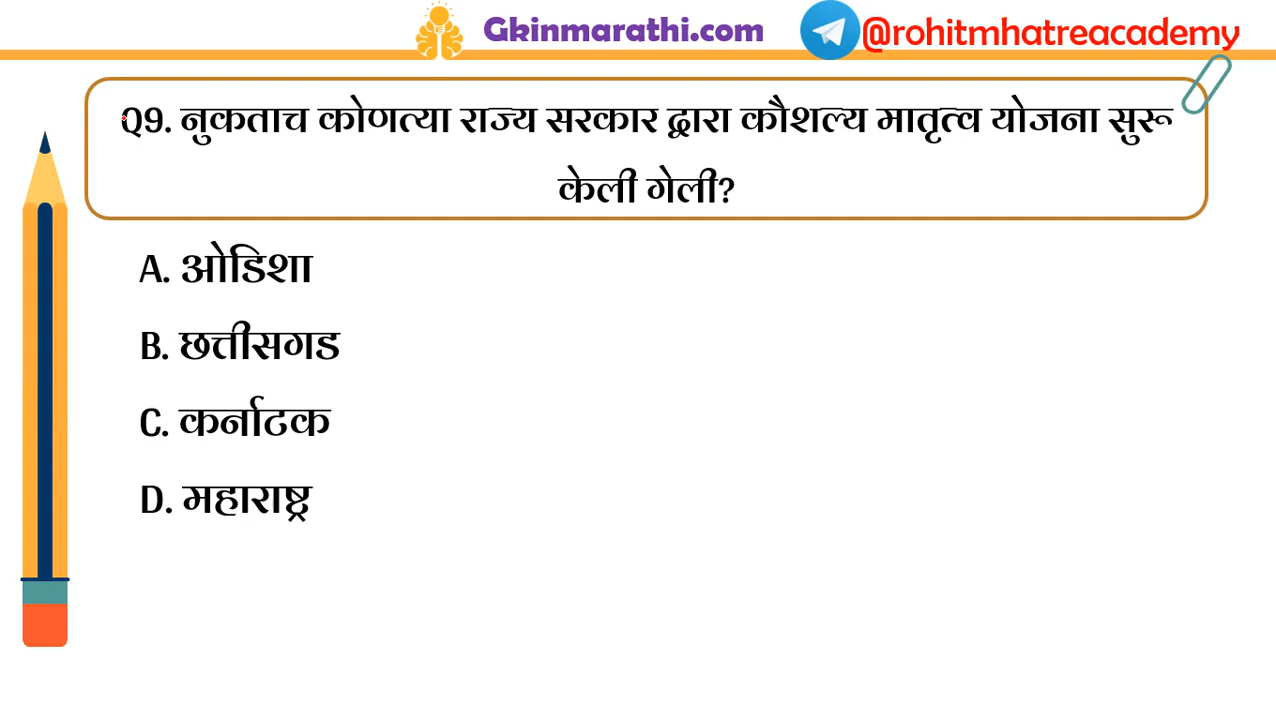 Gkinmarathi.com @rohitmhatreacademy
Q9. नुकताच कोणत्या राज्य सरकार द्वारा कौशल्य मातृत्व योजना सुरू
केली गेली?
A. ओडिशा
B. छत्तीसगड
C. कर्नाटक
D. महाराष्ट्र